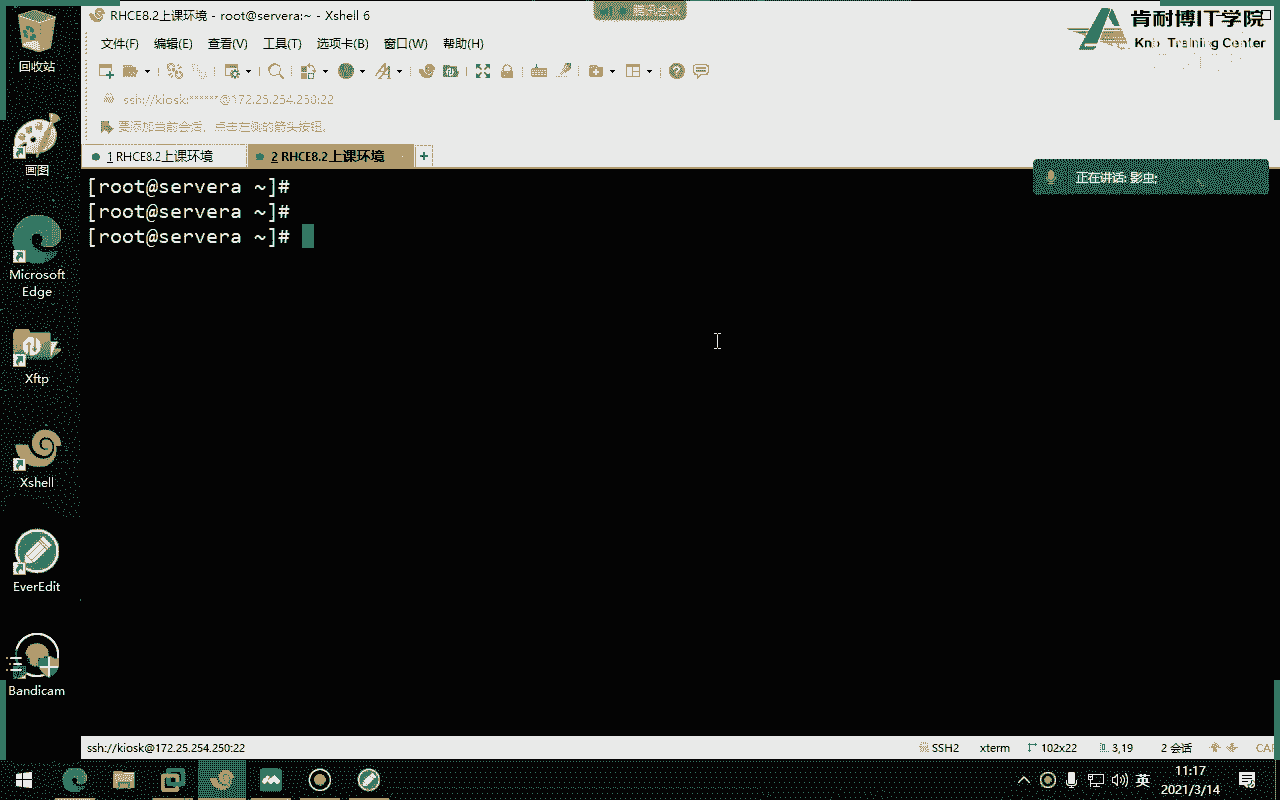 RHCE8.2上课环境 - root@servera:~ - Xshell 6
腾讯会议
肯耐博IT学院
Training Center
文件(F) 编辑(E) 查看(V) 工具(T) 选项卡(B) 窗口(W) 帮助(H)
ssh://kiosk:******@172.25.254.250:22
要添加当前会话，点击左侧的箭头按钮。
1 RHCE8.2上课环境
2 RHCE8.2上课环境
正在讲话: 影虫;
[root@servera ~]#
[root@servera ~]#
[root@servera ~]#
回收站
画图
Microsoft
Edge
Xftp
Xshell
EverEdit
Bandicam
ssh://kiosk@172.25.254.250:22
SSH2
xterm
102x22
3,19
2 会话
英
11:17
2021/3/14